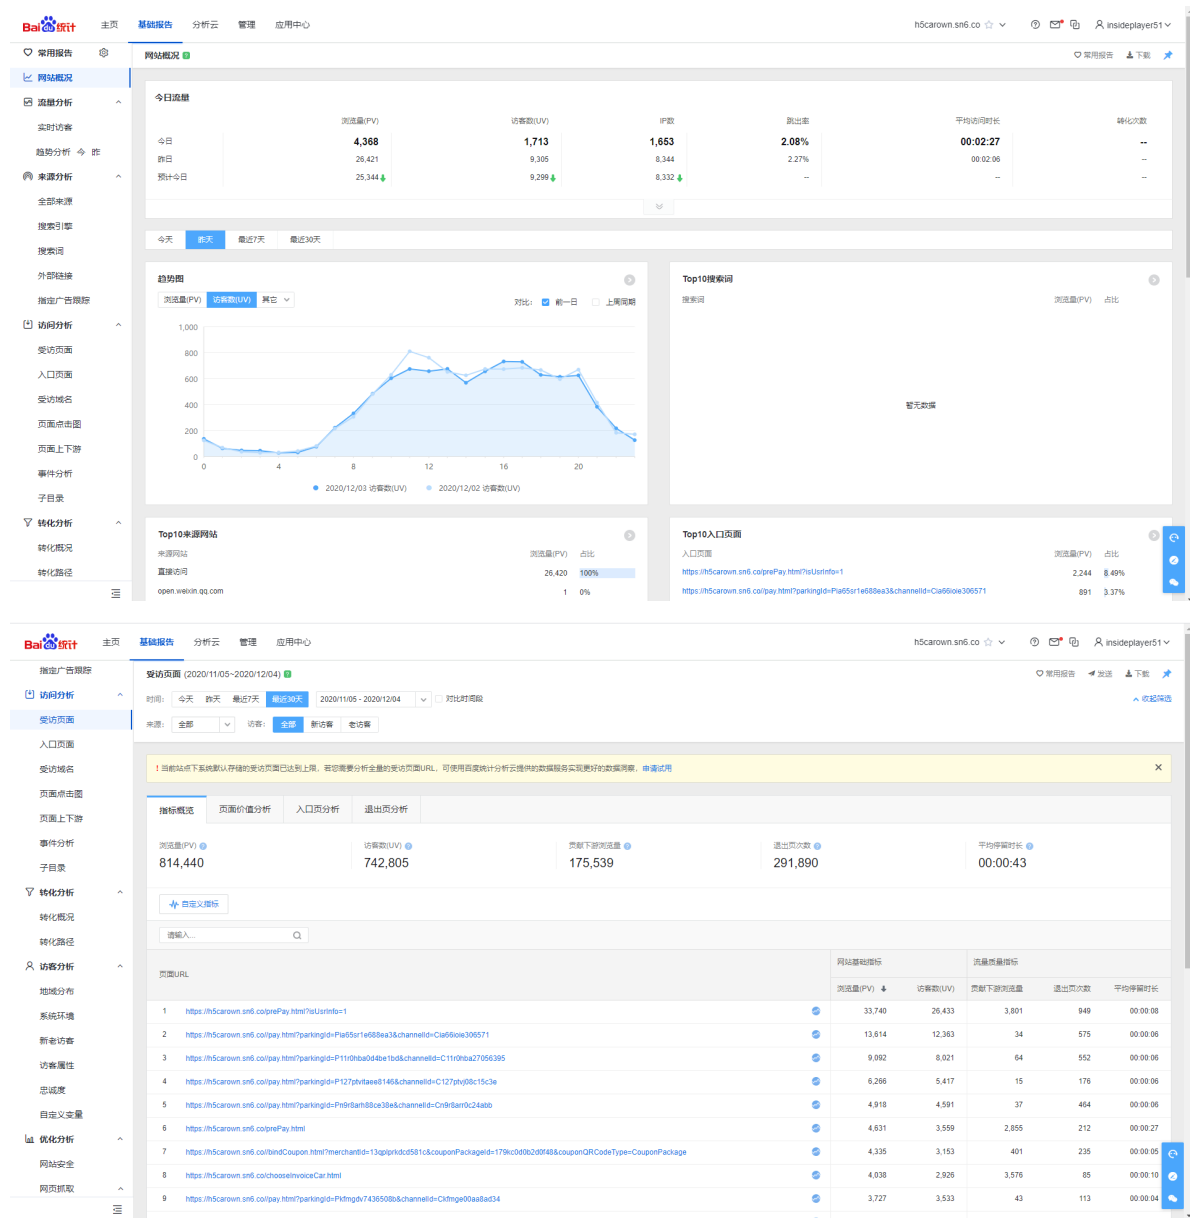 Bai du 统计 主页 基础报告 分析云 管理 应用中心 h5carown.sn6.co insideplayer51
常用报告
网站概况
流量分析
实时访客
趋势分析 今 昨
来源分析
全部来源
搜索引擎
搜索词
外部链接
指定广告跟踪
访问分析
受访页面
入口页面
受访域名
页面点击图
页面上下游
事件分析
子目录
转化分析
转化概况
转化路径
网站概况 ? 常用报告 下载
今日流量
浏览量(PV) 访客数(UV) IP数 跳出率 平均访问时长 转化次数
今日 4,368 1,713 1,653 2.08% 00:02:27 --
昨日 26,421 9,305 8,344 2.27% 00:02:06 --
预计今日 25,344 9,299 8,332 -- -- --
今天 昨天 最近7天 最近30天
趋势图
浏览量(PV) 访客数(UV) 其它 对比: 前一日 上周同期
1,000
800
600
400
200
0
0 4 8 12 16 20
2020/12/03 访客数(UV) 2020/12/02 访客数(UV)
Top10搜索词
搜索词 浏览量(PV) 占比
暂无数据
Top10来源网站
来源网站 浏览量(PV) 占比
直接访问 26,420 100%
open.weixin.qq.com 1 0%
Top10入口页面
入口页面 浏览量(PV) 占比
https://h5carown.sn6.co/prePay.html?isUsrInfo=1 2,244 8.49%
https://h5carown.sn6.co//pay.html?parkingId=Pia65sr1e688ea3&channelId=Cia66ioie306571 891 3.37%
Bai du 统计 主页 基础报告 分析云 管理 应用中心 h5carown.sn6.co insideplayer51
指定广告跟踪
访问分析
受访页面
入口页面
受访域名
页面点击图
页面上下游
事件分析
子目录
转化分析
转化概况
转化路径
访客分析
地域分布
系统环境
新老访客
访客属性
忠诚度
自定义变量
优化分析
网站安全
网页抓取
受访页面 (2020/11/05~2020/12/04) ? 常用报告 发送 下载
时间: 今天 昨天 最近7天 最近30天 2020/11/05 - 2020/12/04 对比时间段 收起筛选
来源: 全部 访客: 全部 新访客 老访客
! 当前站点下系统默认存储的受访页面已达到上限，若您需要分析全量的受访页面URL，可使用百度统计分析云提供的数据服务实现更好的数据洞察，申请试用
指标概览 页面价值分析 入口页分析 退出页分析
浏览量(PV) 访客数(UV) 贡献下游浏览量 退出页次数 平均停留时长
814,440 742,805 175,539 291,890 00:00:43
自定义指标
请输入...
页面URL 网站基础指标 流量质量指标
浏览量(PV) 访客数(UV) 贡献下游浏览量 退出页次数 平均停留时长
1 https://h5carown.sn6.co/prePay.html?isUsrInfo=1 33,740 26,433 3,801 949 00:00:08
2 https://h5carown.sn6.co//pay.html?parkingId=Pia65sr1e688ea3&channelId=Cia66ioie306571 13,614 12,363 34 575 00:00:06
3 https://h5carown.sn6.co//pay.html?parkingId=P11r0hba0d4be1bd&channelId=C11r0hba27056395 9,092 8,021 64 552 00:00:06
4 https://h5carown.sn6.co//pay.html?parkingId=P127ptvitaee8146&channelId=C127ptvj08c15c3e 6,266 5,417 15 176 00:00:06
5 https://h5carown.sn6.co//pay.html?parkingId=Pn9r8arh88ce38e&channelId=Cn9r8arr0c24abb 4,918 4,591 37 464 00:00:06
6 https://h5carown.sn6.co/prePay.html 4,631 3,559 2,855 212 00:00:27
7 https://h5carown.sn6.co//bindCoupon.html?merchantId=13qplprkdcd581c&couponPackageId=179kc0d0b2d0f48&couponQRCodeType=CouponPackage 4,335 3,153 401 235 00:00:05
8 https://h5carown.sn6.co/chooseInvoiceCar.html 4,038 2,926 3,576 85 00:00:10
9 https://h5carown.sn6.co//pay.html?parkingId=Pkfmgdv7436508b&channelId=Ckfmge00aa8ad34 3,727 3,533 43 113 00:00:04